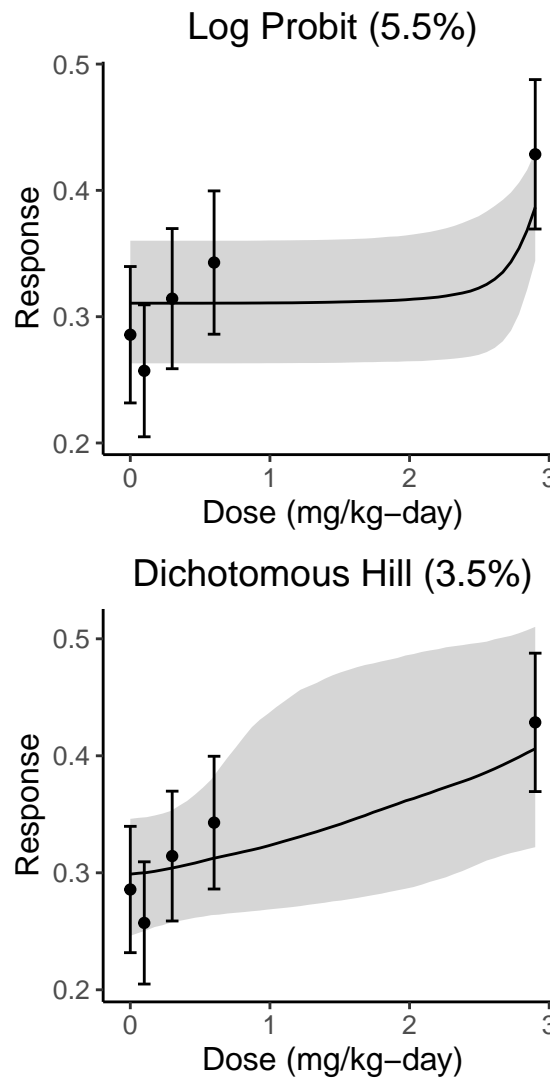 Log Probit (5.5%)
0.5
0.4
0.3
0.2
Response
0 1 2 3
Dose (mg/kg−day)
Dichotomous Hill (3.5%)
0.5
0.4
0.3
0.2
Response
0 1 2 3
Dose (mg/kg−day)